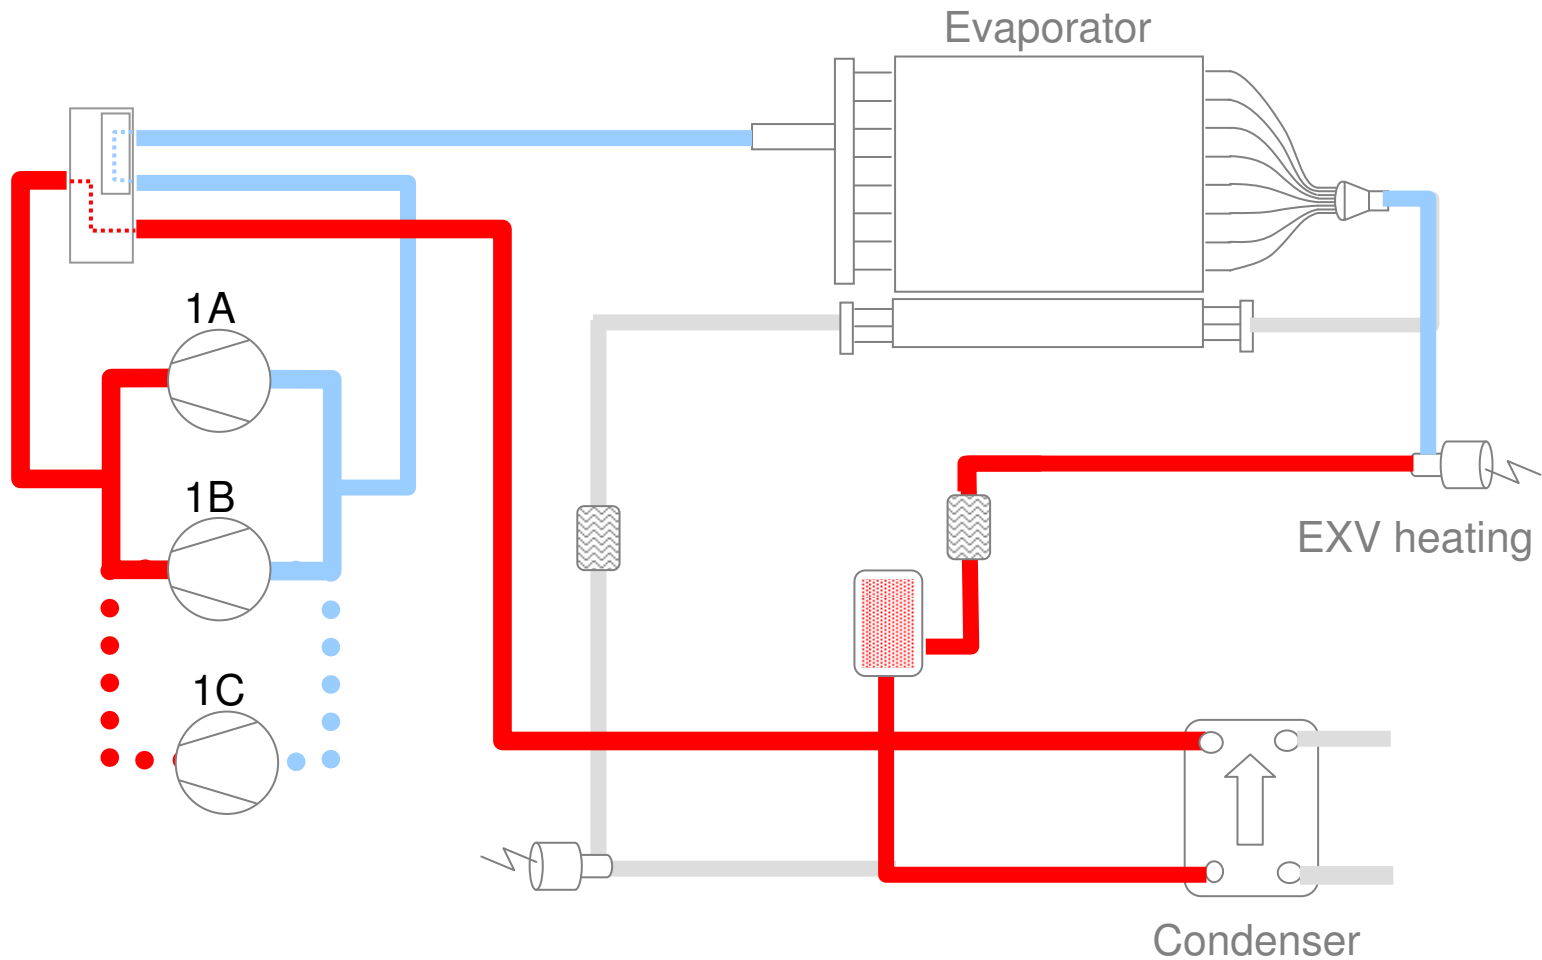 Evaporator
1A
1B
EXV heating
1C
Condenser